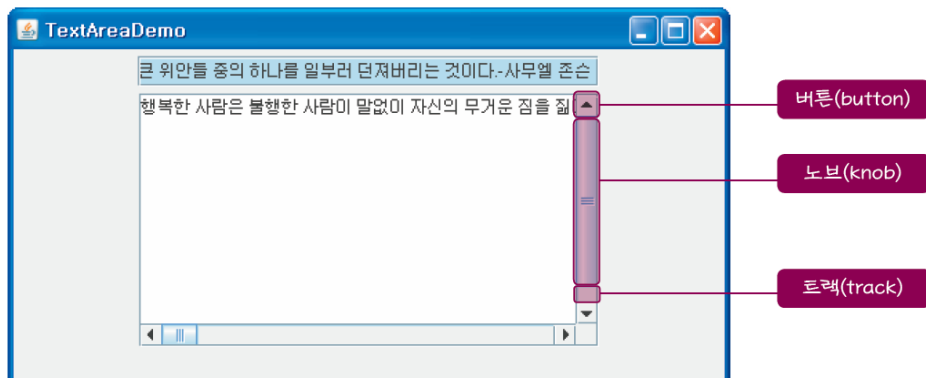 TextAreaDemo
큰 위안들 중의 하나를 일부러 던져버리는 것이다.-사무엘 존슨
행복한 사람은 불행한 사람이 말없이 자신의 무거운 짐을 짊
버튼(button)
노브(knob)
트랙(track)